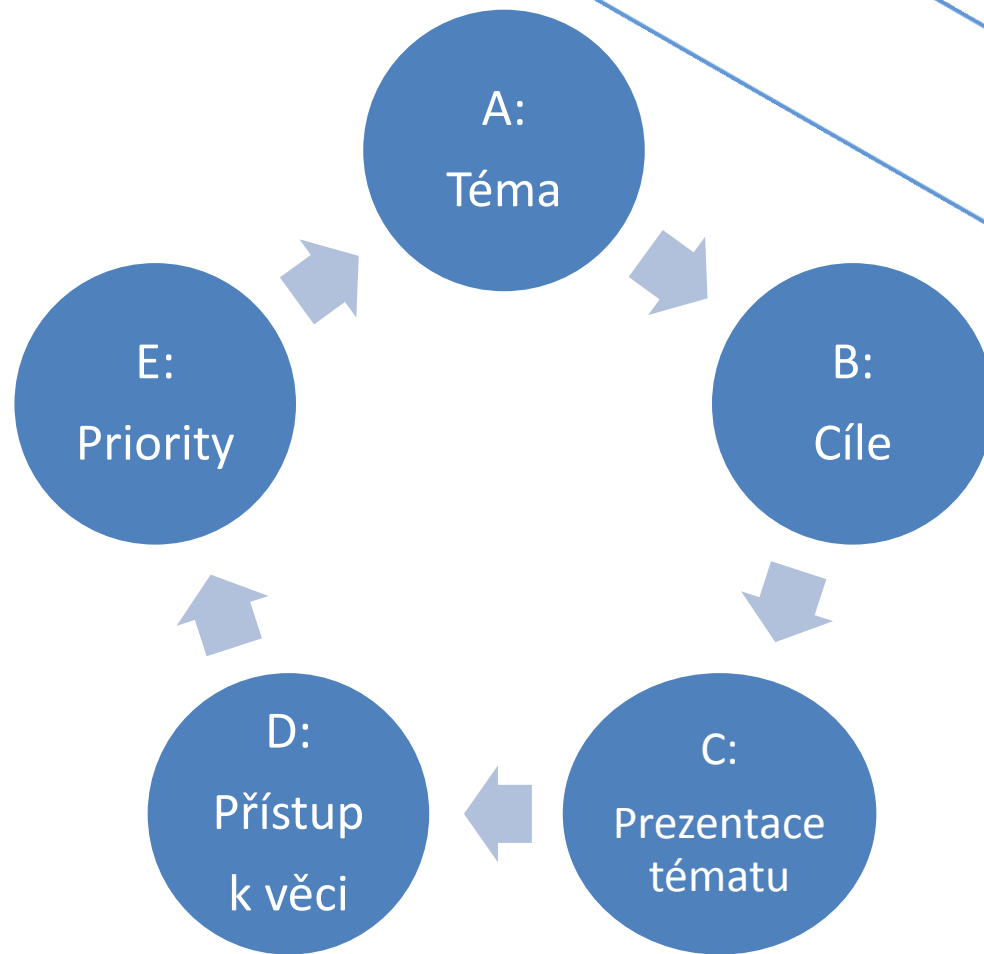 A:
Téma
B:
Cíle
C:
Prezentace
tématu
D:
Přístup
k věci
E:
Priority